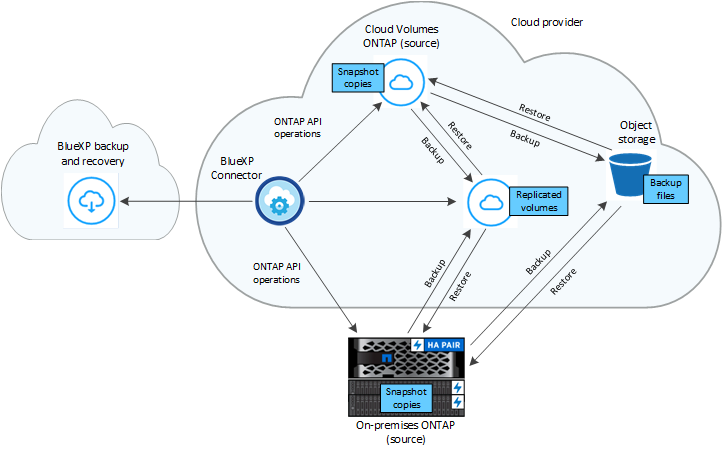 Cloud provider
Cloud Volumes
ONTAP (source)
Snapshot
copies
Restore
Backup
ONTAP API
operations
Restore
Backup
Object
storage
BlueXP backup
and recovery
BlueXP
Connector
Backup
files
Replicated
volumes
ONTAP API
operations
Backup
Restore
Backup
Restore
HA PAIR
Snapshot
copies
On-premises ONTAP
(source)